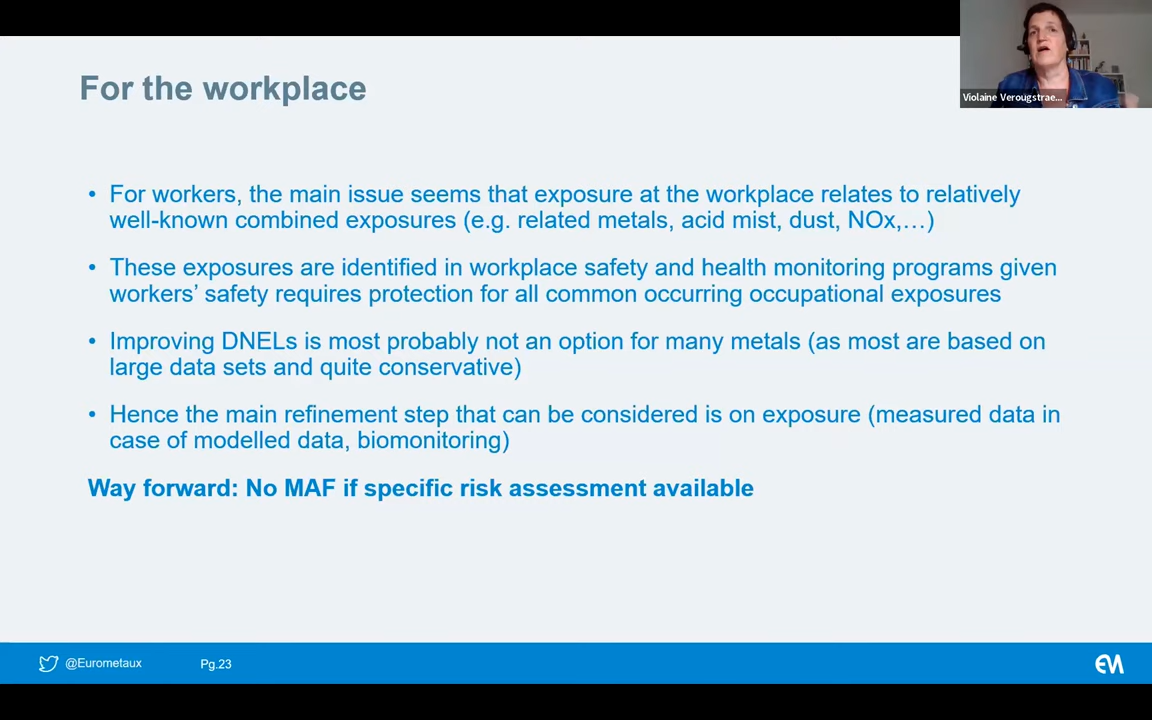 For the workplace
Violaine Verougstrae...
• For workers, the main issue seems that exposure at the workplace relates to relatively
well-known combined exposures (e.g. related metals, acid mist, dust, NOx,…)
• These exposures are identified in workplace safety and health monitoring programs given
workers’ safety requires protection for all common occurring occupational exposures
• Improving DNELs is most probably not an option for many metals (as most are based on
large data sets and quite conservative)
• Hence the main refinement step that can be considered is on exposure (measured data in
case of modelled data, biomonitoring)
Way forward: No MAF if specific risk assessment available
@Eurometaux
Pg.23
EM